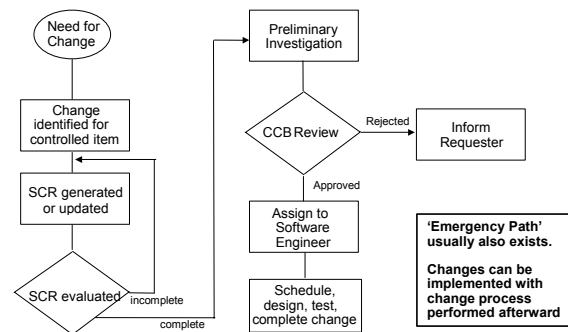 Need for
Change
Change
identified for
controlled item
SCR generated
or updated
SCR evaluated
incomplete
complete
Preliminary
Investigation
CCB Review
Rejected
Inform
Requester
Approved
Assign to
Software
Engineer
Schedule,
design, test,
complete change
'Emergency Path'
usually also exists.
Changes can be
implemented with
change process
performed afterward